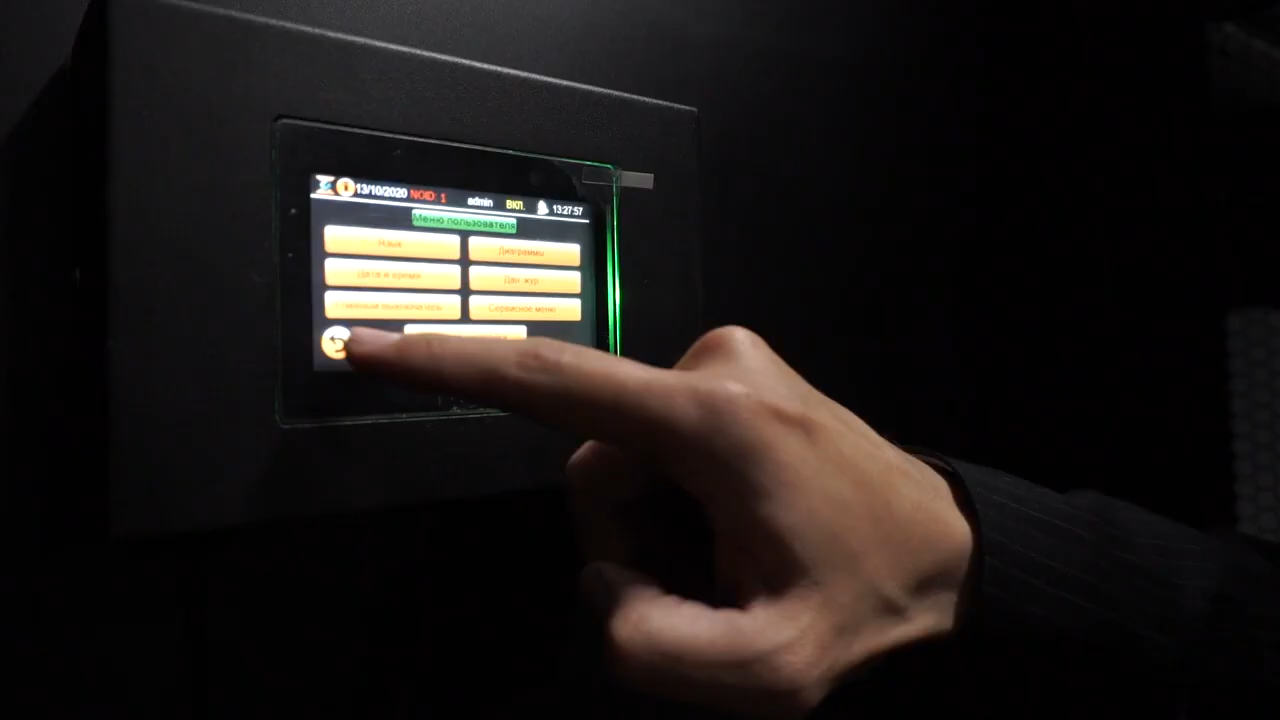 13/10/2020 NOID: 1 admin ВКЛ. 13:27:57
Меню пользователя
Язык Диаграммы
Дата и время Дан. жур.
Сервисное меню